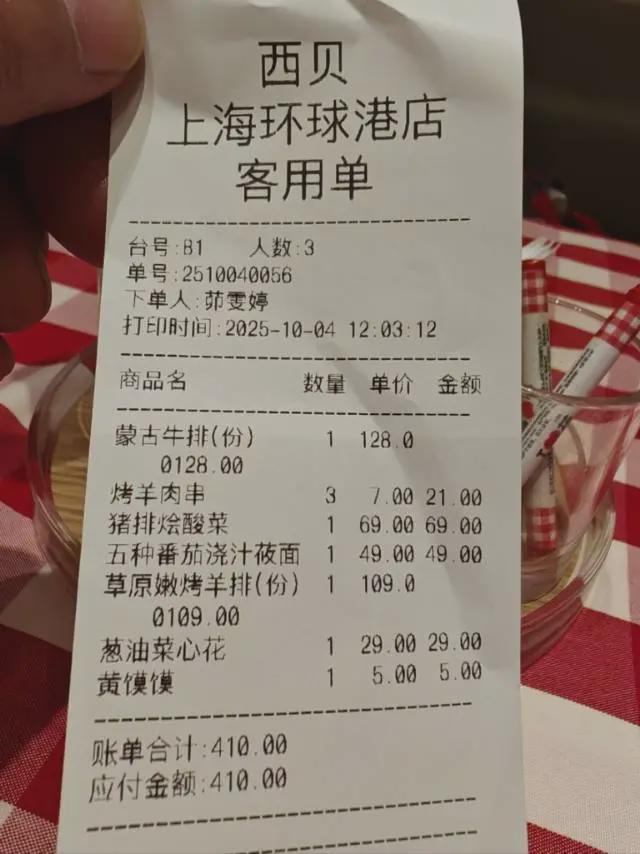 西贝
上海环球港店
客用单
台号:B1 人数:3
单号:2510040056
下单人:茆雯婷
打印时间:2025-10-04 12:03:12
商品名 数量 单价 金额
蒙古牛排(份) 1 128.0
0128.00
烤羊肉串 3 7.00 21.00
猪排烩酸菜 1 69.00 69.00
五种番茄浇汁莜面 1 49.00 49.00
草原嫩烤羊排(份) 1 109.0
0109.00
葱油菜心花 1 29.00 29.00
黄馍馍 1 5.00 5.00
账单合计:410.00
应付金额:410.00